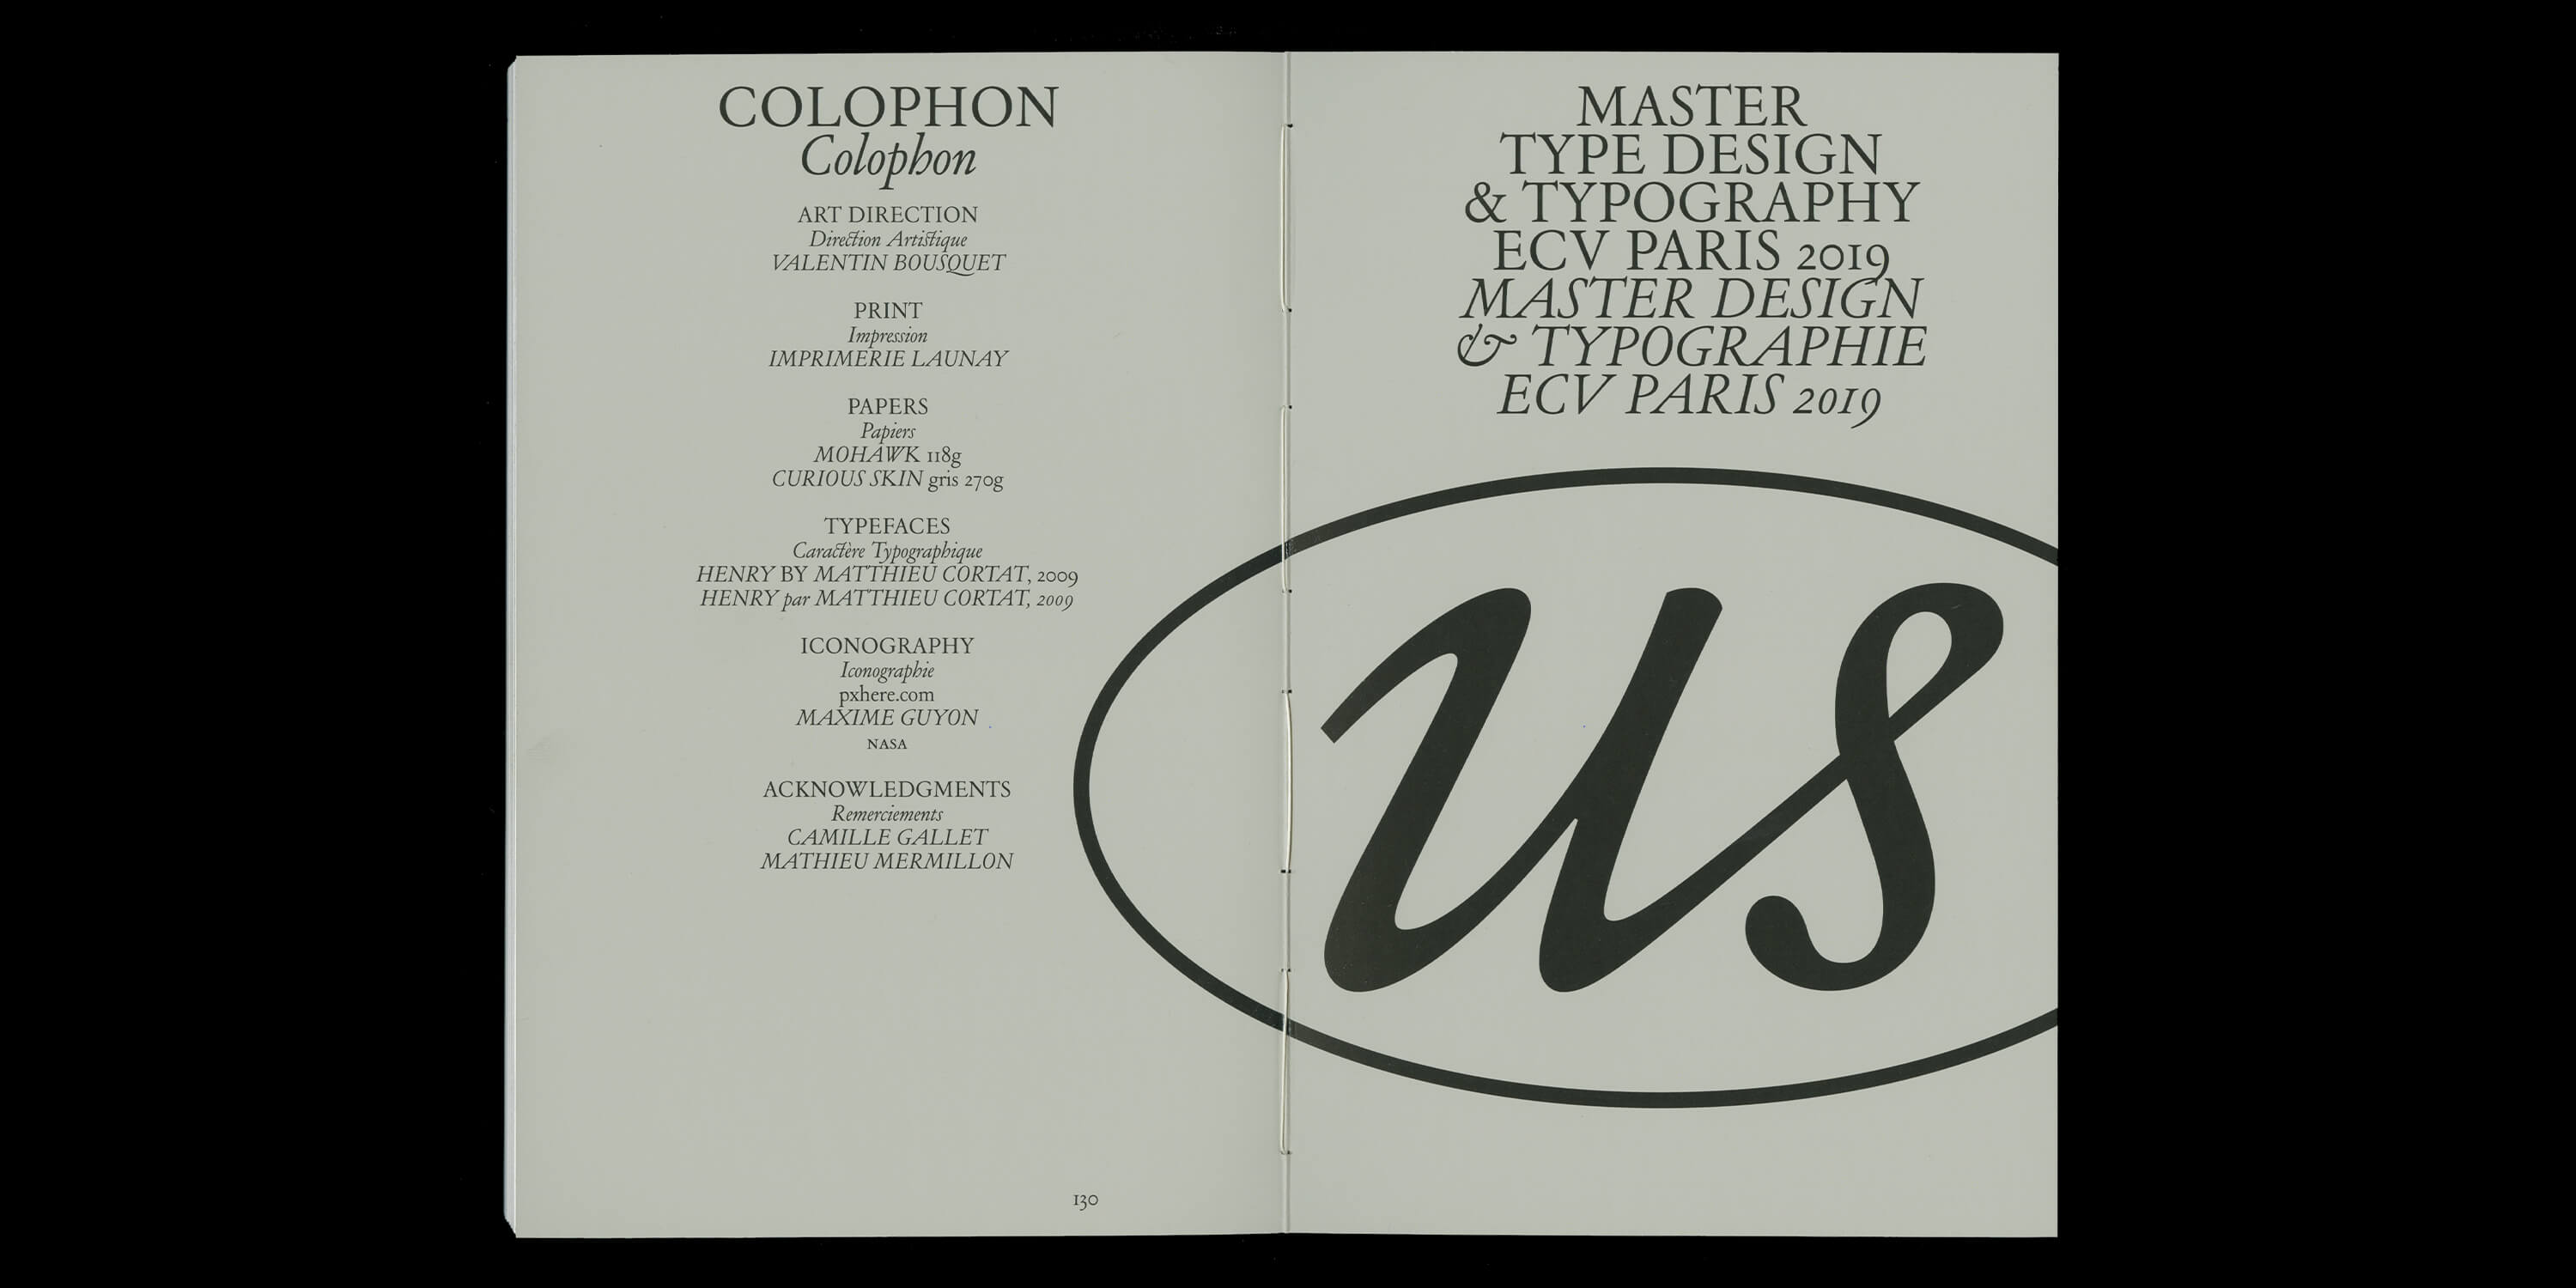 COLOPHON
Colophon
ART DIRECTION
Direction Artistique
VALENTIN BOUSQUET
PRINT
Impression
IMPRIMERIE LAUNAY
PAPERS
Papiers
MOHAWK 118g
CURIOUS SKIN gris 270g
TYPEFACES
Caractère Typographique
HENRY BY MATTHIEU CORTAT, 2009
HENRY par MATTHIEU CORTAT, 2009
ICONOGRAPHY
Iconographie
pxhere.com
MAXIME GUYON
NASA
ACKNOWLEDGMENTS
Remerciements
CAMILLE GALLET
MATHIEU MERMILLON
130
MASTER
TYPE DESIGN
& TYPOGRAPHY
ECV PARIS 2019
MASTER DESIGN
& TYPOGRAPHIE
ECV PARIS 2019
us